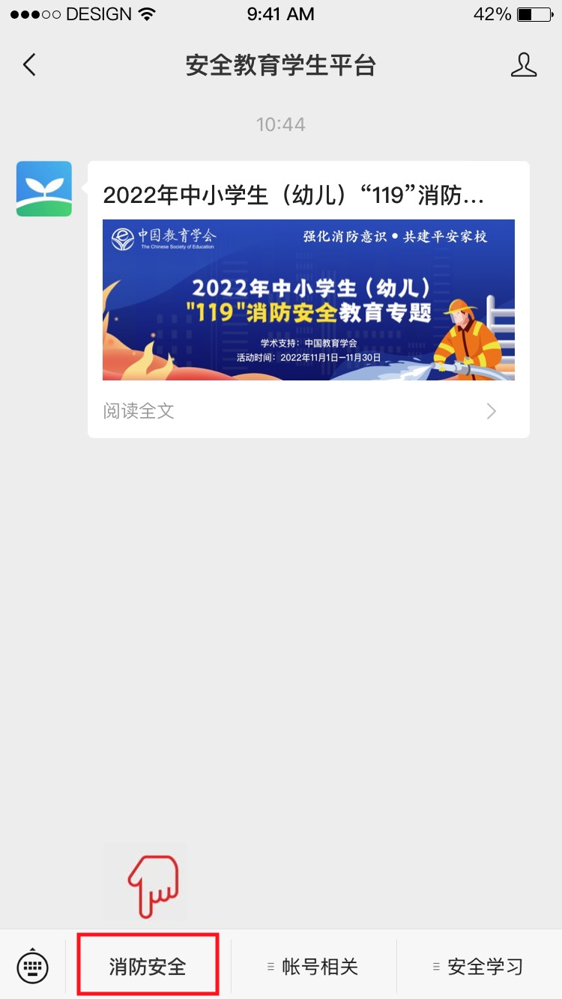 DESIGN 9:41 AM 42%
安全教育学生平台
10:44
2022年中小学生（幼儿）“119”消防...
中国教育学会
The Chinese Society of Education
强化消防意识●共建平安家校
2022年中小学生（幼儿）
"119"消防安全教育专题
学术支持：中国教育学会
活动时间：2022年11月1日—11月30日
阅读全文
消防安全 帐号相关 安全学习